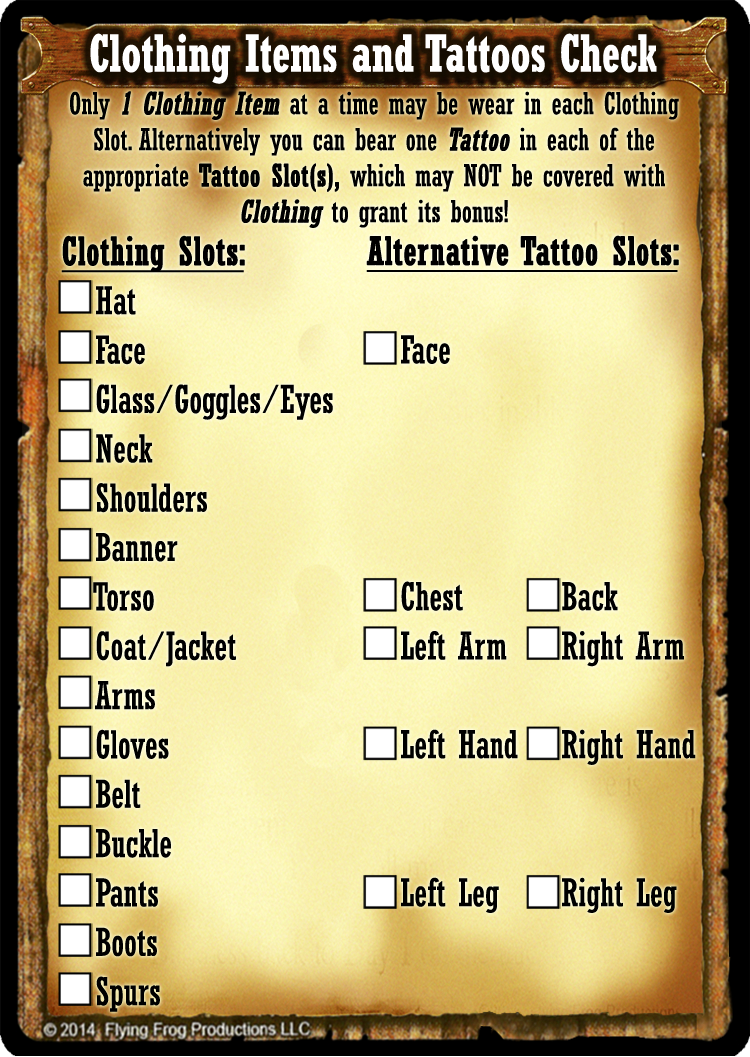 Clothing Items and Tattoos Check
Only 1 Clothing Item at a time may be wear in each Clothing
Slot. Alternatively you can bear one Tattoo in each of the
appropriate Tattoo Slot(s), which may NOT be covered with
Clothing to grant its bonus!
Clothing Slots: Alternative Tattoo Slots:
Hat
Face Face
Glass/Goggles/Eyes
Neck
Shoulders
Banner
Torso Chest Back
Coat/Jacket Left Arm Right Arm
Arms
Gloves Left Hand Right Hand
Belt
Buckle
Pants Left Leg Right Leg
Boots
Spurs
© 2014 Flying Frog Productions LLC